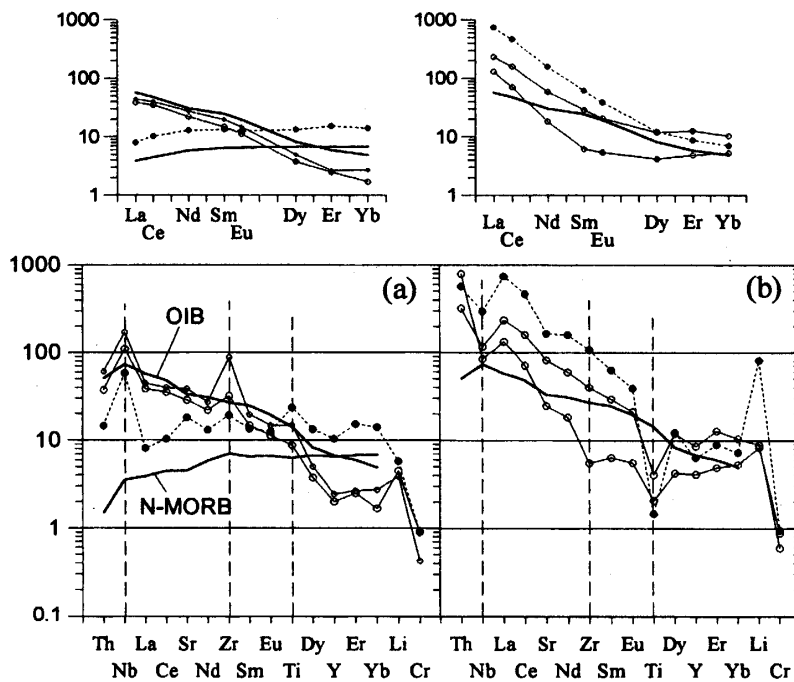 1000
100
10
1
La Nd Sm Dy Er Yb
Ce Eu
1000
100
10
1
La Nd Sm Dy Er Yb
Ce Eu
1000
100
10
1
0.1
OIB
N-MORB
(a)
(b)
Th La Sr Zr Eu Dy Er Li
Nb Ce Nd Sm Ti Y Yb Cr
Th La Sr Zr Eu Dy Er Li
Nb Ce Nd Sm Ti Y Yb Cr